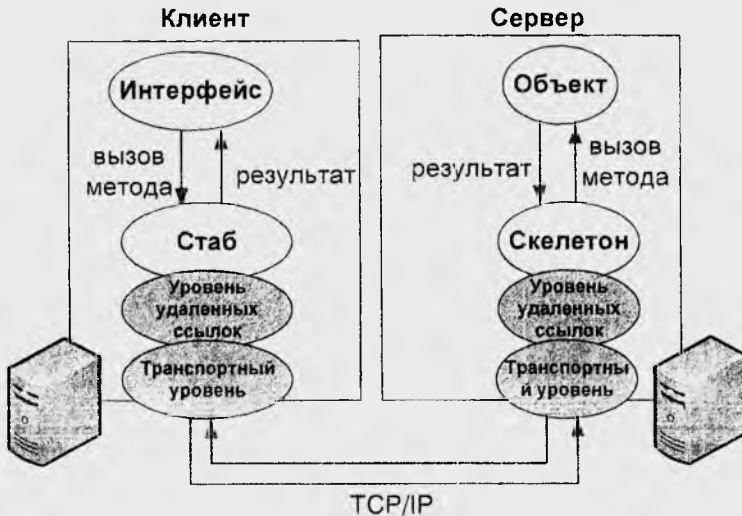 Клиент
Сервер
Интерфейс
Объект
вызов
метода
результат
результат
вызов
метода
Стаб
Скелетон
Уровень
удаленных
ссылок
Уровень
удаленных
ссылок
Транспортный
уровень
Транспортны
й уровень
TCP/IP